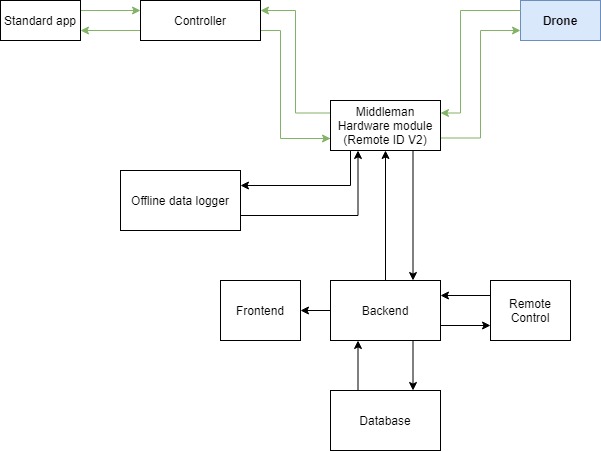 Standard app
Controller
Drone
Middleman
Hardware module
(Remote ID V2)
Offline data logger
Frontend
Backend
Remote
Control
Database